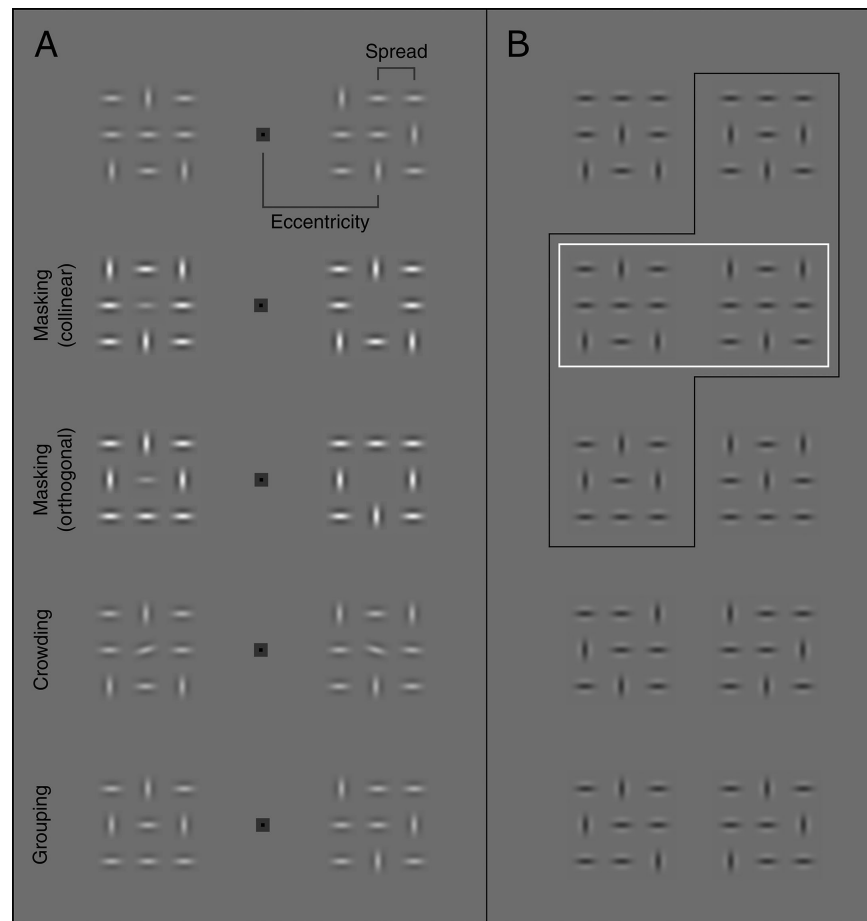 A
B
Spread
Eccentricity
Masking
(collinear)
Masking
(orthogonal)
Crowding
Grouping